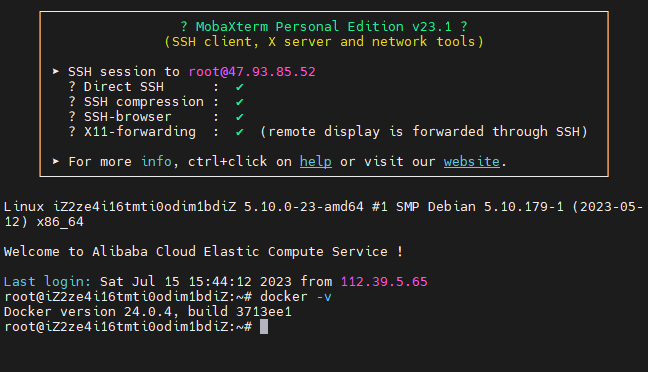 ? MobaXterm Personal Edition v23.1 ?
(SSH client, X server and network tools)
➤ SSH session to root@47.93.85.52
? Direct SSH : ✔
? SSH compression : ✔
? SSH-browser : ✔
? X11-forwarding : ✔ (remote display is forwarded through SSH)
➤ For more info, ctrl+click on help or visit our website.
Linux iZ2ze4i16tmti0odim1bdiZ 5.10.0-23-amd64 #1 SMP Debian 5.10.179-1 (2023-05-
12) x86_64
Welcome to Alibaba Cloud Elastic Compute Service !
Last login: Sat Jul 15 15:44:12 2023 from 112.39.5.65
root@iZ2ze4i16tmti0odim1bdiZ:~# docker -v
Docker version 24.0.4, build 3713ee1
root@iZ2ze4i16tmti0odim1bdiZ:~#